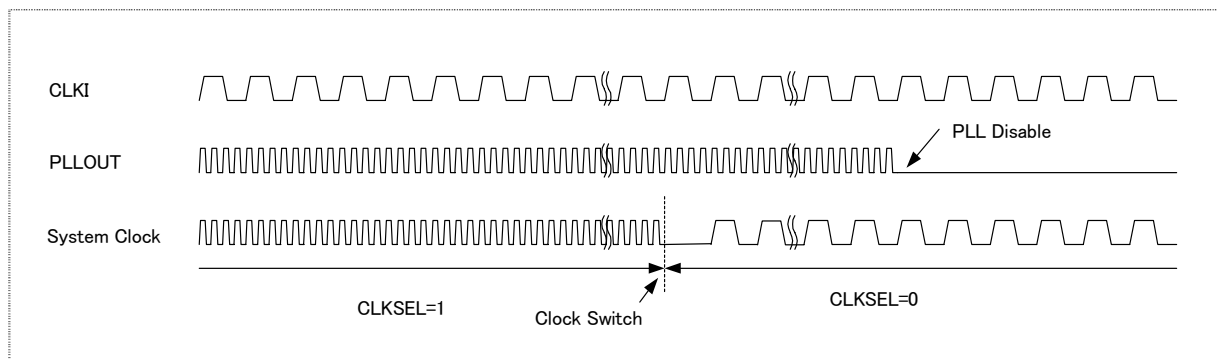 CLKI
PLLOUT
PLL Disable
System Clock
CLKSEL=1
Clock Switch
CLKSEL=0